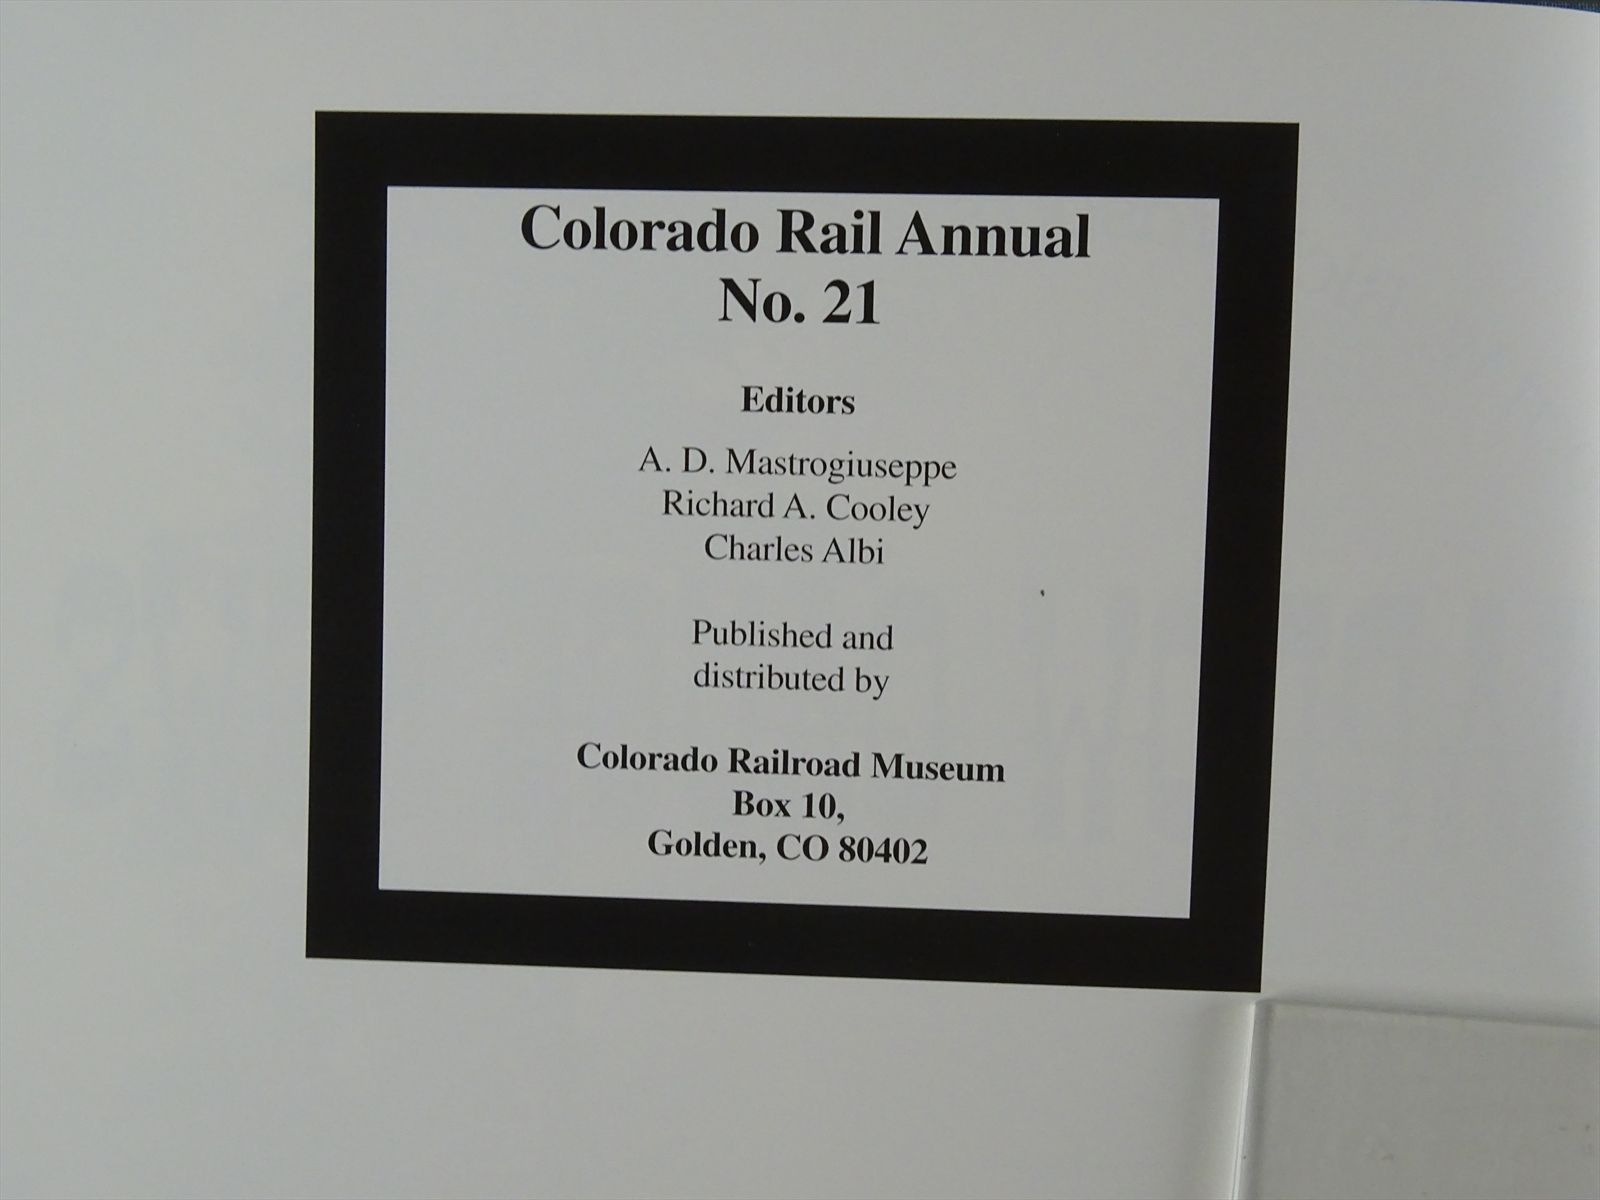 Colorado Rail Annual
No. 21
Editors
A. D. Mastrogiuseppe
Richard A. Cooley
Charles Albi
Published and
distributed by
Colorado Railroad Museum
Box 10,
Golden, CO 80402